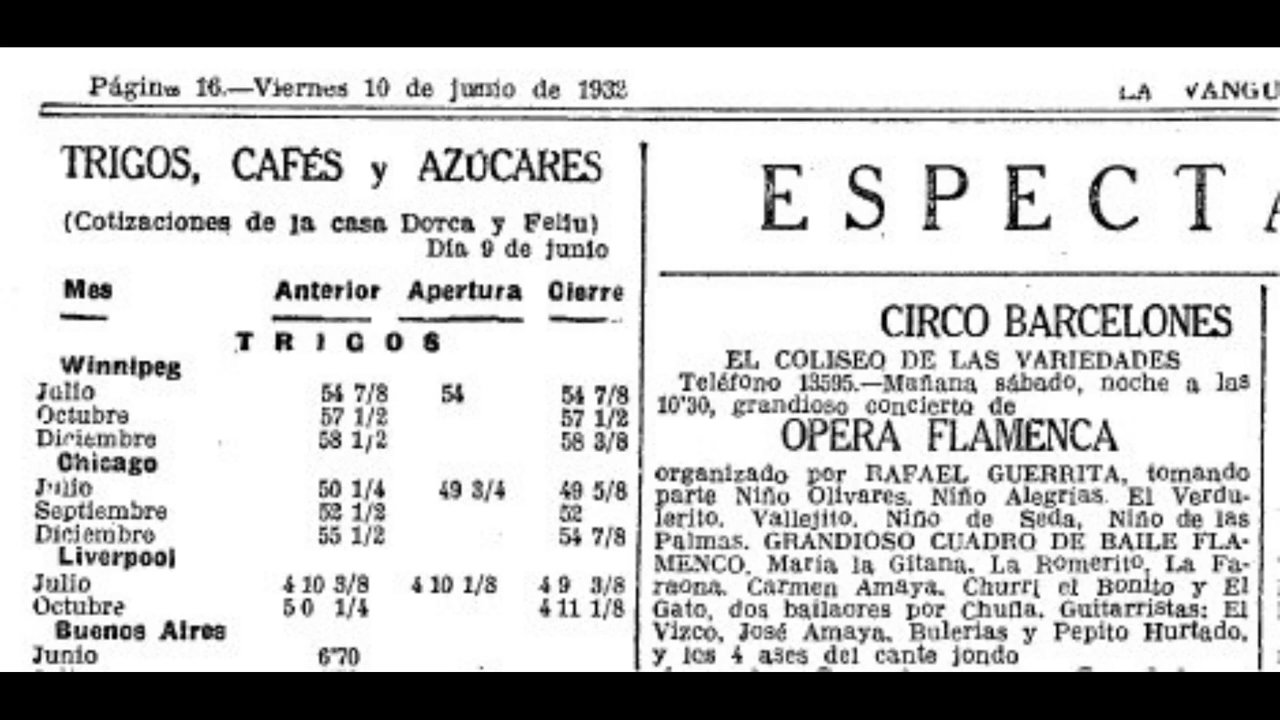 Página 16.—Viernes 10 de junio de 1932
LA VANGU
TRIGOS, CAFÉS y AZÚCARES
(Cotizaciones de la casa Dorca y Feliu)
Día 9 de junio
Mes Anterior Apertura Cierre
TRIGOS
Winnipeg
Julio 54 7/8 54 54 7/8
Octubre 57 1/2 57 1/2
Diciembre 58 1/2 58 3/8
Chicago
Julio 50 1/4 49 3/4 49 5/8
Septiembre 52 1/2 52
Diciembre 55 1/2 54 7/8
Liverpool
Julio 4 10 3/8 4 10 1/8 4 9 3/8
Octubre 5 0 1/4 4 11 1/8
Buenos Aires
Junio 6'70
ESPECTA
CIRCO BARCELONES
EL COLISEO DE LAS VARIEDADES
Teléfono 13595.—Mañana sábado, noche a las
10'30, grandioso concierto de
OPERA FLAMENCA
organizado por RAFAEL GUERRITA, tomando
parte Niño Olivares, Niño Alegrías, El Verdu-
lerito, Vallejito, Niño de Seda, Niño de las
Palmas. GRANDIOSO CUADRO DE BAILE FLA-
MENCO, María la Gitana, La Romerito, La Fa-
raona, Carmen Amaya, Churri el Bonito y El
Gato, dos bailaores por Chufla. Guitarristas: El
Vizco, José Amaya, Bulerías y Pepito Hurtado,
y los 4 ases del cante jondo